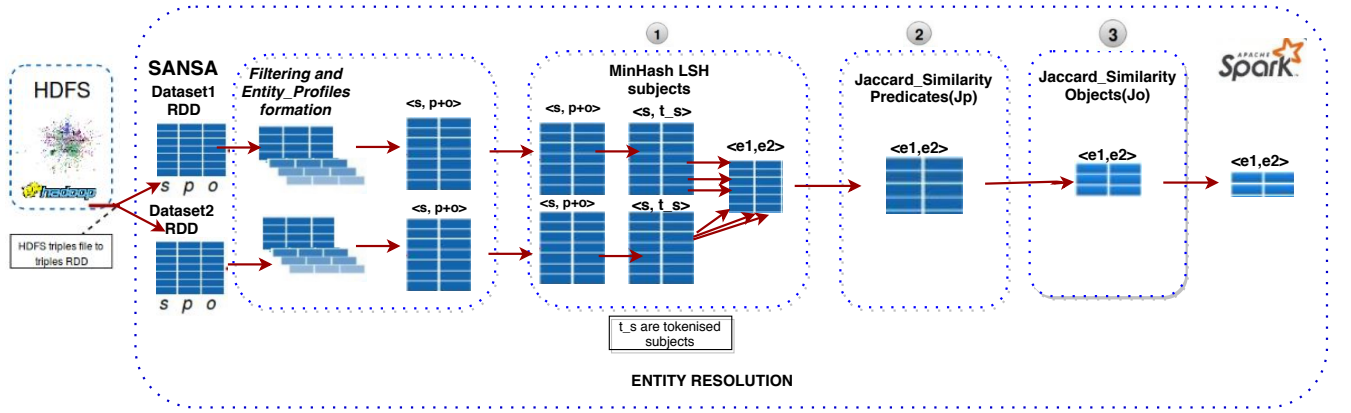 HDFS
hadoop
HDFS triples file to
triples RDD
SANSA
Dataset1
RDD
s p o
Dataset2
RDD
s p o
Filtering and
Entity_Profiles
formation
<s, p+o>
<s, p+o>
1
MinHash LSH
subjects
<s, p+o>
<s, t_s>
<e1,e2>
<s, p+o>
<s, t_s>
t_s are tokenised
subjects
2
Jaccard_Similarity
Predicates(Jp)
<e1,e2>
3
Jaccard_Similarity
Objects(Jo)
<e1,e2>
APACHE
Spark
<e1,e2>
ENTITY RESOLUTION